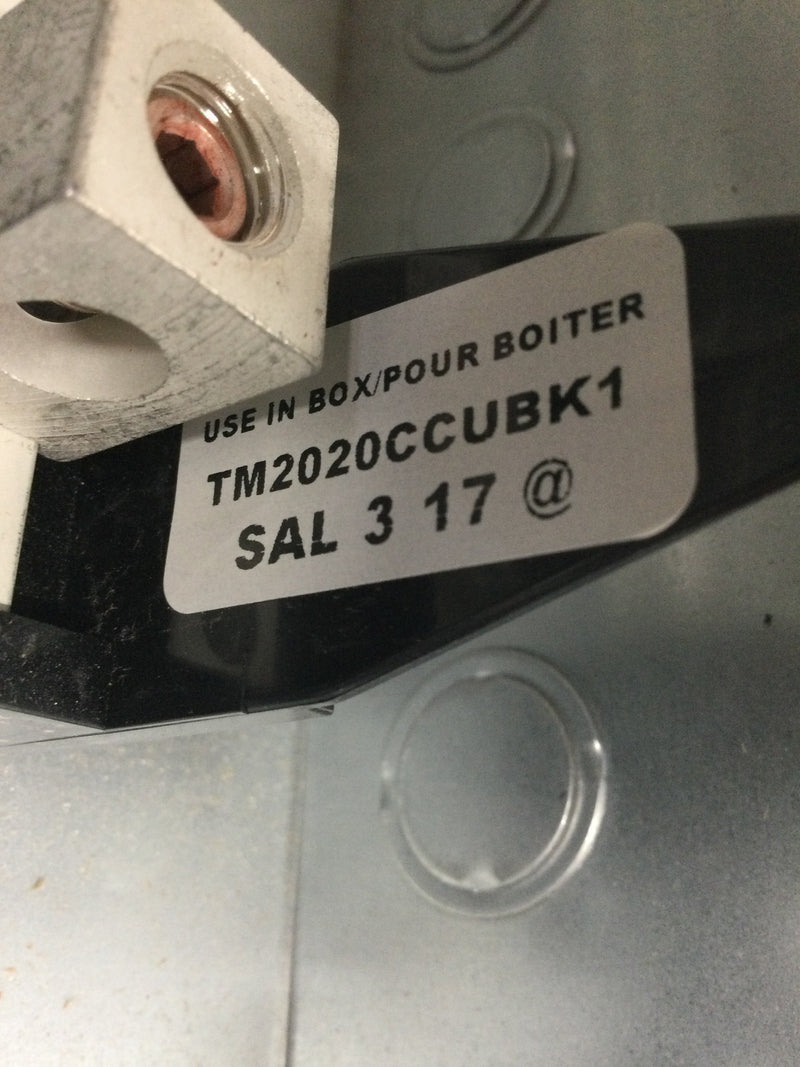 USE IN BOX/POUR BOITER
TM2020CCUBK1
SAL 3 17 @